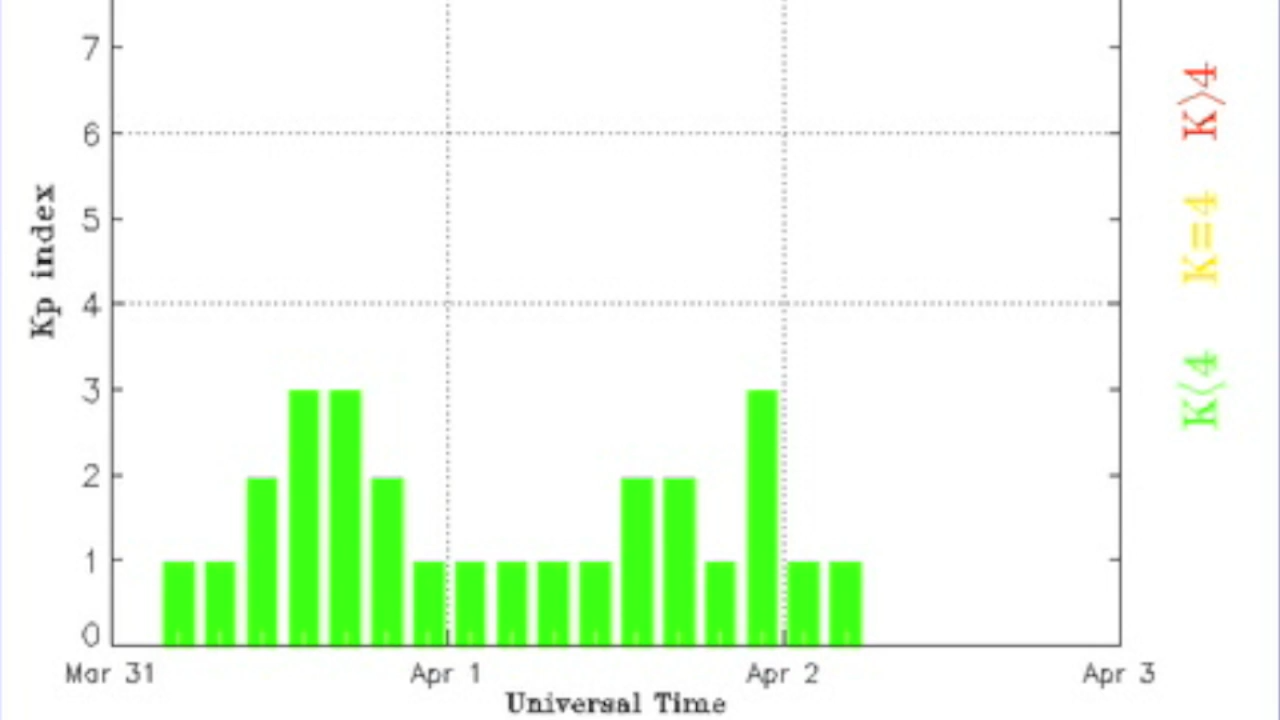 7
6
5
4
3
2
1
0
Kp index
Mar 31 Apr 1 Apr 2 Apr 3
Universal Time
K⟨4 K=4 K⟩4